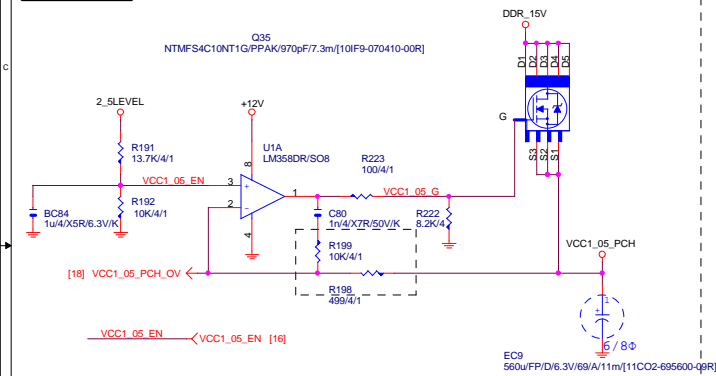 DDR_15V
Q35
NTMFS4C10NT1G/PPAK/970pF/7.3m/[10IF9-070410-00R]
D1
D2
D3
D4
D5
C
G
S3
S2
S1
2_5LEVEL
+12V
R191
13.7K/4/1
U1A
LM358DR/SO8
8
R223
100/4/1
VCC1_05_EN
3
+
1
VCC1_05_G
2
-
4
BC84
1u/4/X5R/6.3V/K
R192
10K/4/1
C80
1n/4/X7R/50V/K
R222
8.2K/4
R199
10K/4/1
VCC1_05_PCH
[18] VCC1_05_PCH_OV
R198
499/4/1
1
+
VCC1_05_EN
VCC1_05_EN [16]
6/8Φ
EC9
560u/FP/D/6.3V/69/A/11m/[11CO2-695600-09R]